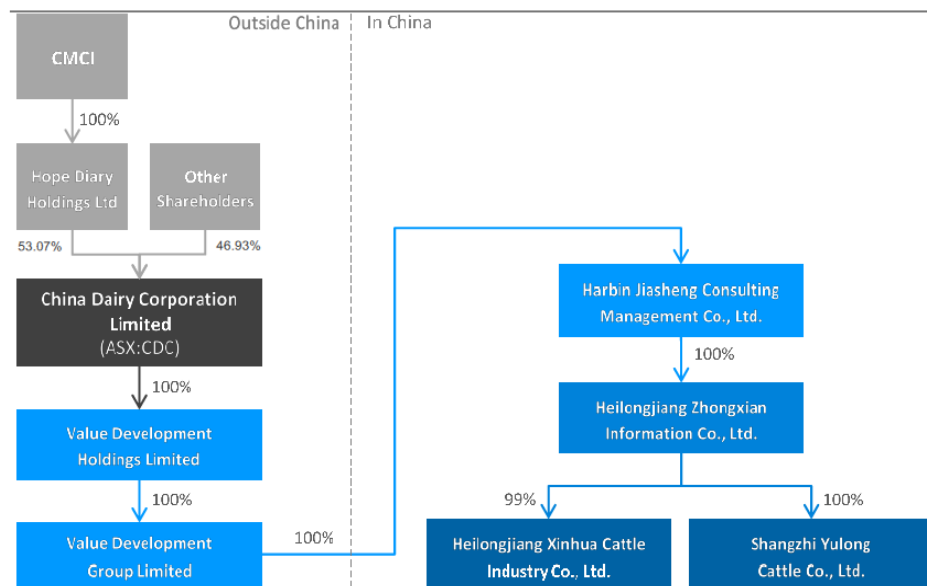 Outside China
In China
CMCI
100%
Hope Diary
Holdings Ltd
Other
Shareholders
53.07%
46.93%
China Dairy Corporation
Limited
(ASX:CDC)
100%
Value Development
Holdings Limited
100%
Value Development
Group Limited
100%
Harbin Jiasheng Consulting
Management Co., Ltd.
100%
Heilongjiang Zhongxian
Information Co., Ltd.
99%
100%
Heilongjiang Xinhua Cattle
Industry Co., Ltd.
Shangzhi Yulong
Cattle Co., Ltd.